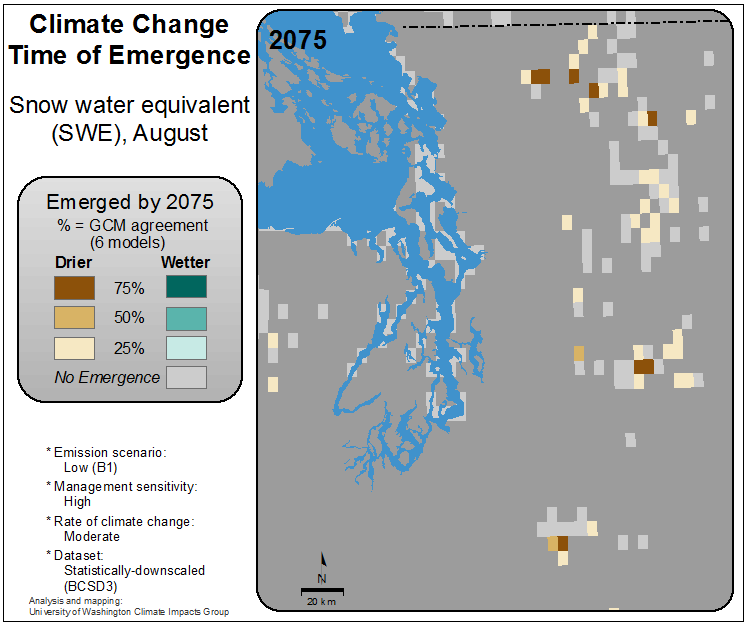 Climate Change
Time of Emergence
Snow water equivalent
(SWE), August
Emerged by 2075
% = GCM agreement
(6 models)
Drier Wetter
75%
50%
25%
No Emergence
* Emission scenario:
Low (B1)
* Management sensitivity:
High
* Rate of climate change:
Moderate
* Dataset:
Statistically-downscaled
(BCSD3)
Analysis and mapping:
University of Washington Climate Impacts Group
2075
N
20 km